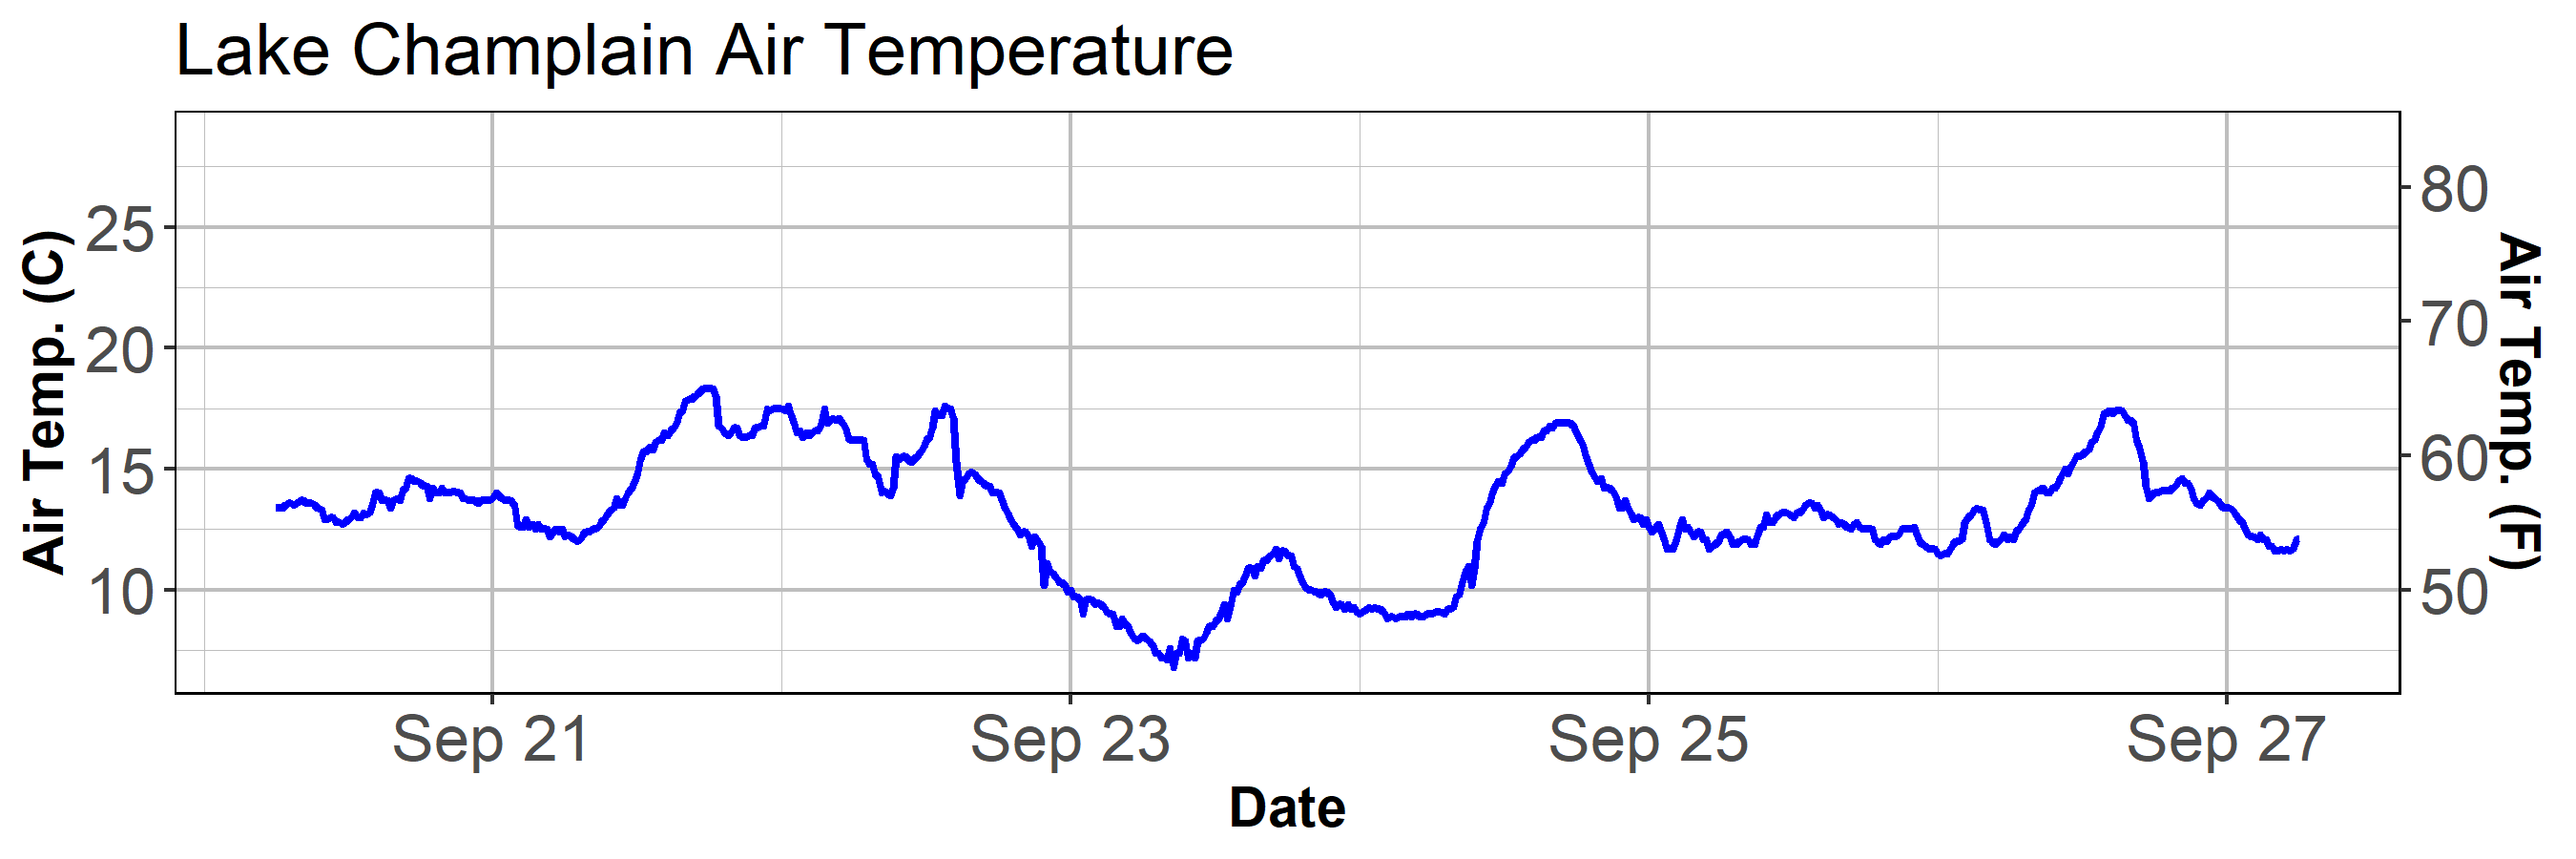 Lake Champlain Air Temperature
Air Temp. (C)
25
20
15
10
80
70
60
50
Air Temp. (F)
Sep 21
Sep 23
Sep 25
Sep 27
Date